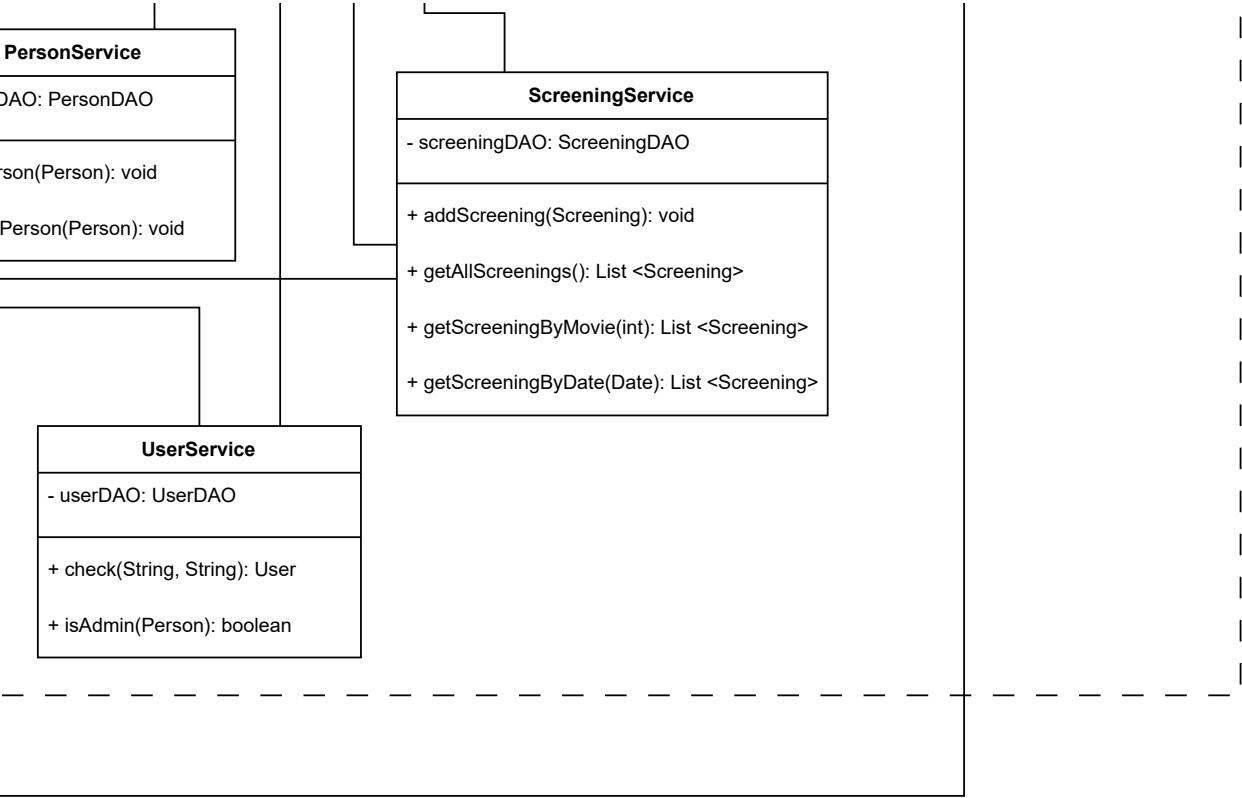 PersonService
DAO: PersonDAO
rson(Person): void
Person(Person): void
ScreeningService
- screeningDAO: ScreeningDAO
+ addScreening(Screening): void
+ getAllScreenings(): List <Screening>
+ getScreeningByMovie(int): List <Screening>
+ getScreeningByDate(Date): List <Screening>
UserService
- userDAO: UserDAO
+ check(String, String): User
+ isAdmin(Person): boolean